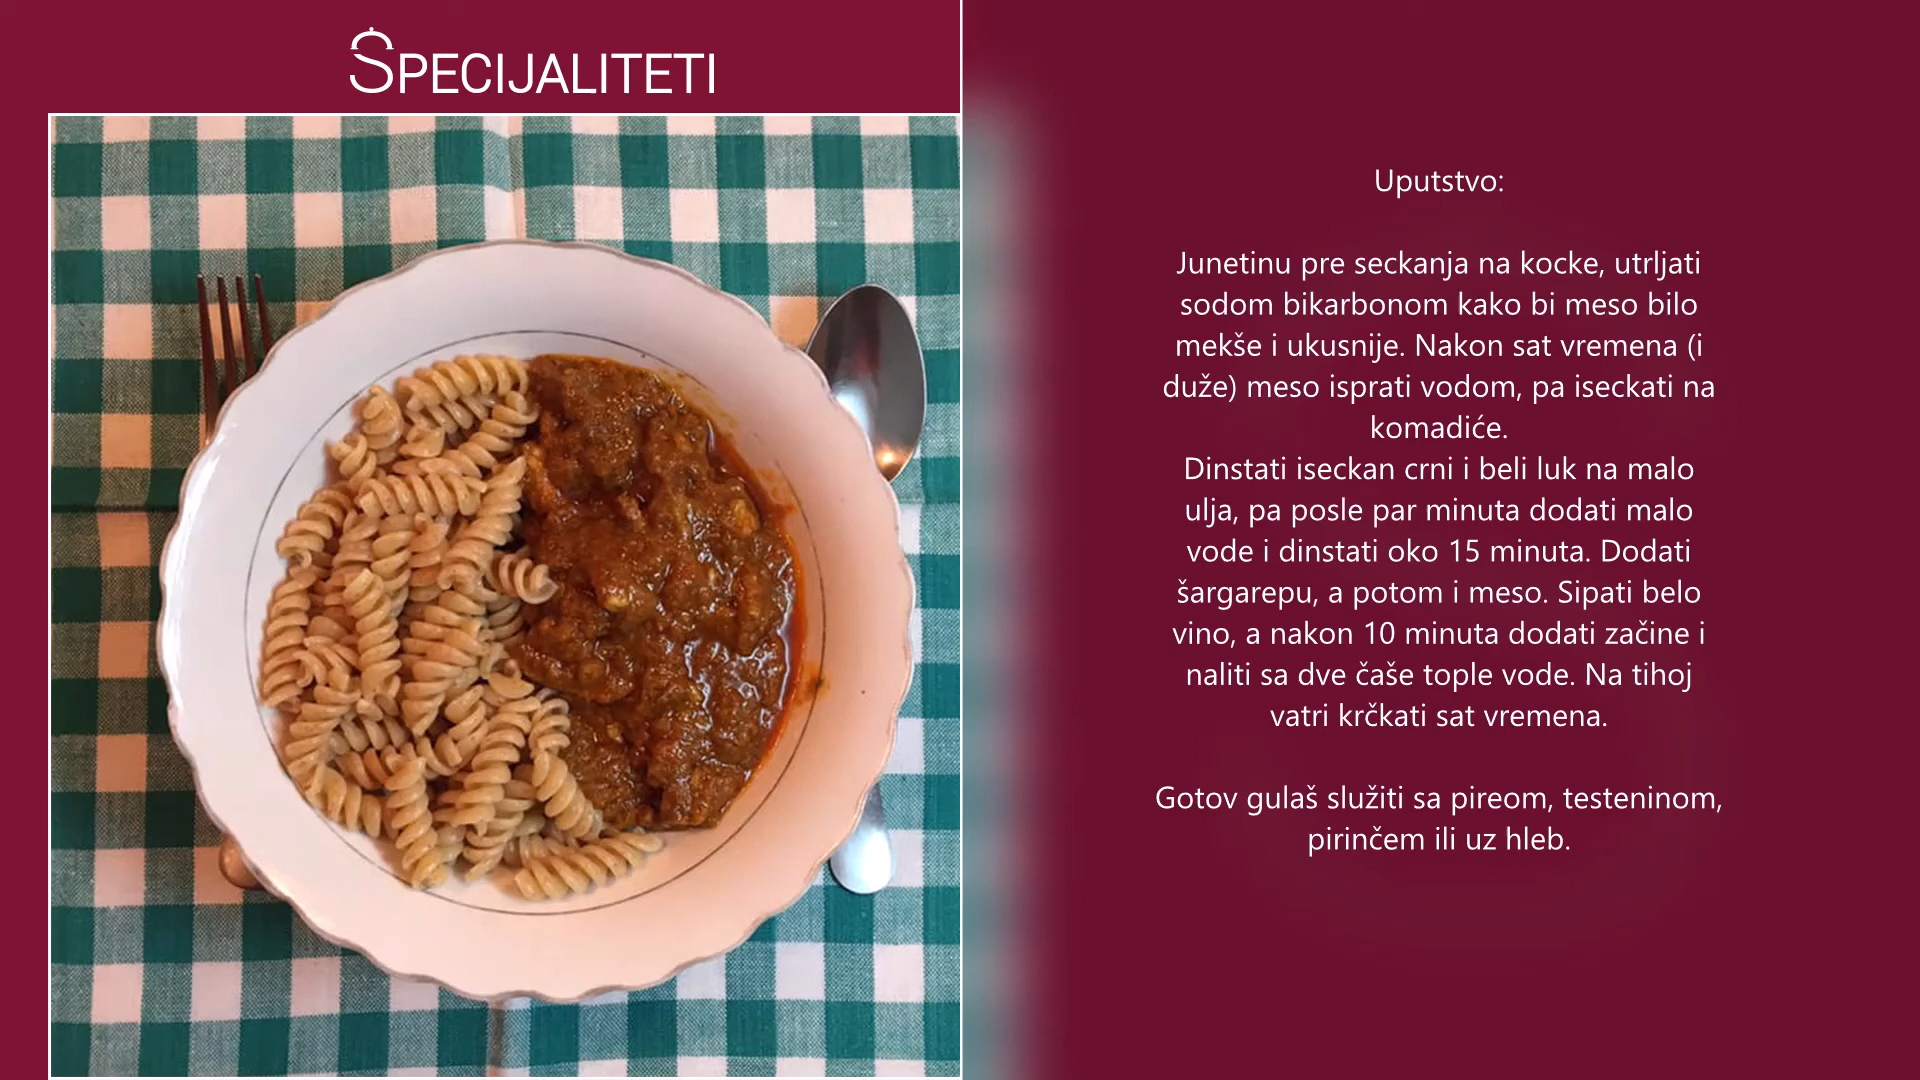 SPECIJALITETI
Uputstvo:
Junetinu pre seckanja na kocke, utrljati
sodom bikarbonom kako bi meso bilo
mekše i ukusnije. Nakon sat vremena (i
duže) meso isprati vodom, pa iseckati na
komadiće.
Dinstati iseckan crni i beli luk na malo
ulja, pa posle par minuta dodati malo
vode i dinstati oko 15 minuta. Dodati
šargarepu, a potom i meso. Sipati belo
vino, a nakon 10 minuta dodati začine i
naliti sa dve čaše tople vode. Na tihoj
vatri krčkati sat vremena.
Gotov gulaš služiti sa pireom, testeninom,
pirinčem ili uz hleb.